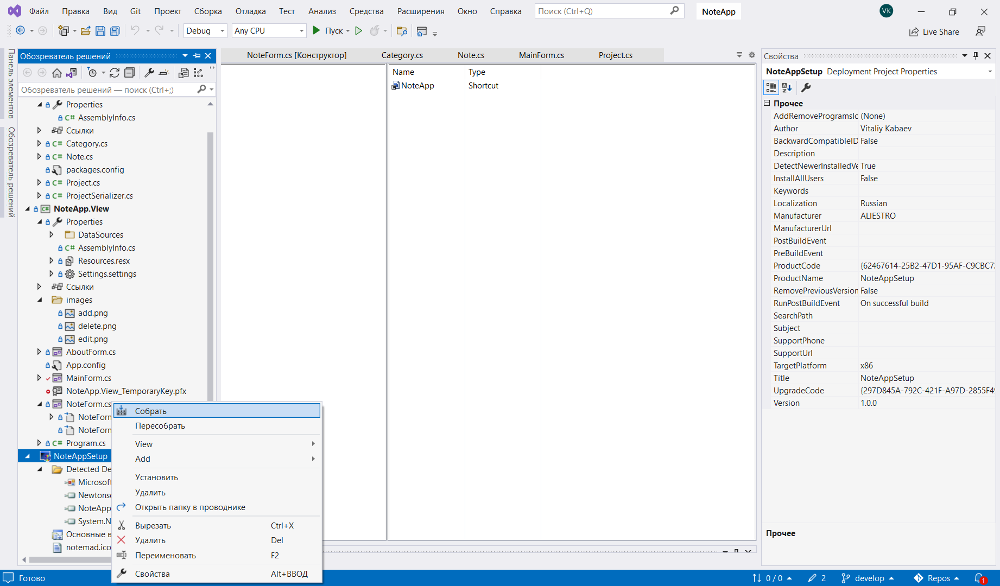 Файл Правка Вид Git Проект Сборка Отладка Тест Анализ Средства Расширения Окно Справка Поиск (Ctrl+Q) NoteApp VK
Debug Any CPU Пуск Live Share
Панель элементов
Обозреватель решений
Обозреватель решений
Обозреватель решений — поиск (Ctrl+;)
Properties
C# AssemblyInfo.cs
Ссылки
C# Category.cs
C# Note.cs
packages.config
C# Project.cs
C# ProjectSerializer.cs
C# NoteApp.View
Properties
DataSources
C# AssemblyInfo.cs
Resources.resx
Settings.settings
Ссылки
images
add.png
delete.png
edit.png
AboutForm.cs
App.config
MainForm.cs
NoteApp.View_TemporaryKey.pfx
NoteForm.cs
NoteForm
NoteForm
C# Program.cs
NoteAppSetup
Detected De
Microsoft
Newtonso
NoteApp
System.N
Основные в
notemad.ico
Собрать
Пересобрать
View
Add
Установить
Удалить
Открыть папку в проводнике
Вырезать Ctrl+X
Удалить Del
Переименовать F2
Свойства Alt+ВВОД
NoteForm.cs [Конструктор] Category.cs Note.cs MainForm.cs Project.cs
Name Type
NoteApp Shortcut
Свойства
NoteAppSetup Deployment Project Properties
Прочее
AddRemoveProgramsIc (None)
Author Vitaliy Kabaev
BackwardCompatibleID False
Description
DetectNewerInstalledVe True
InstallAllUsers False
Keywords
Localization Russian
Manufacturer ALIESTRO
ManufacturerUrl
PostBuildEvent
PreBuildEvent
ProductCode {62467614-25B2-47D1-95AF-C9CBC72
ProductName NoteAppSetup
RemovePreviousVersion False
RunPostBuildEvent On successful build
SearchPath
Subject
SupportPhone
SupportUrl
TargetPlatform x86
Title NoteAppSetup
UpgradeCode {297D845A-792C-421F-A97D-2855F49
Version 1.0.0
Прочее
Готово 0 / 0 2 develop Repos 1